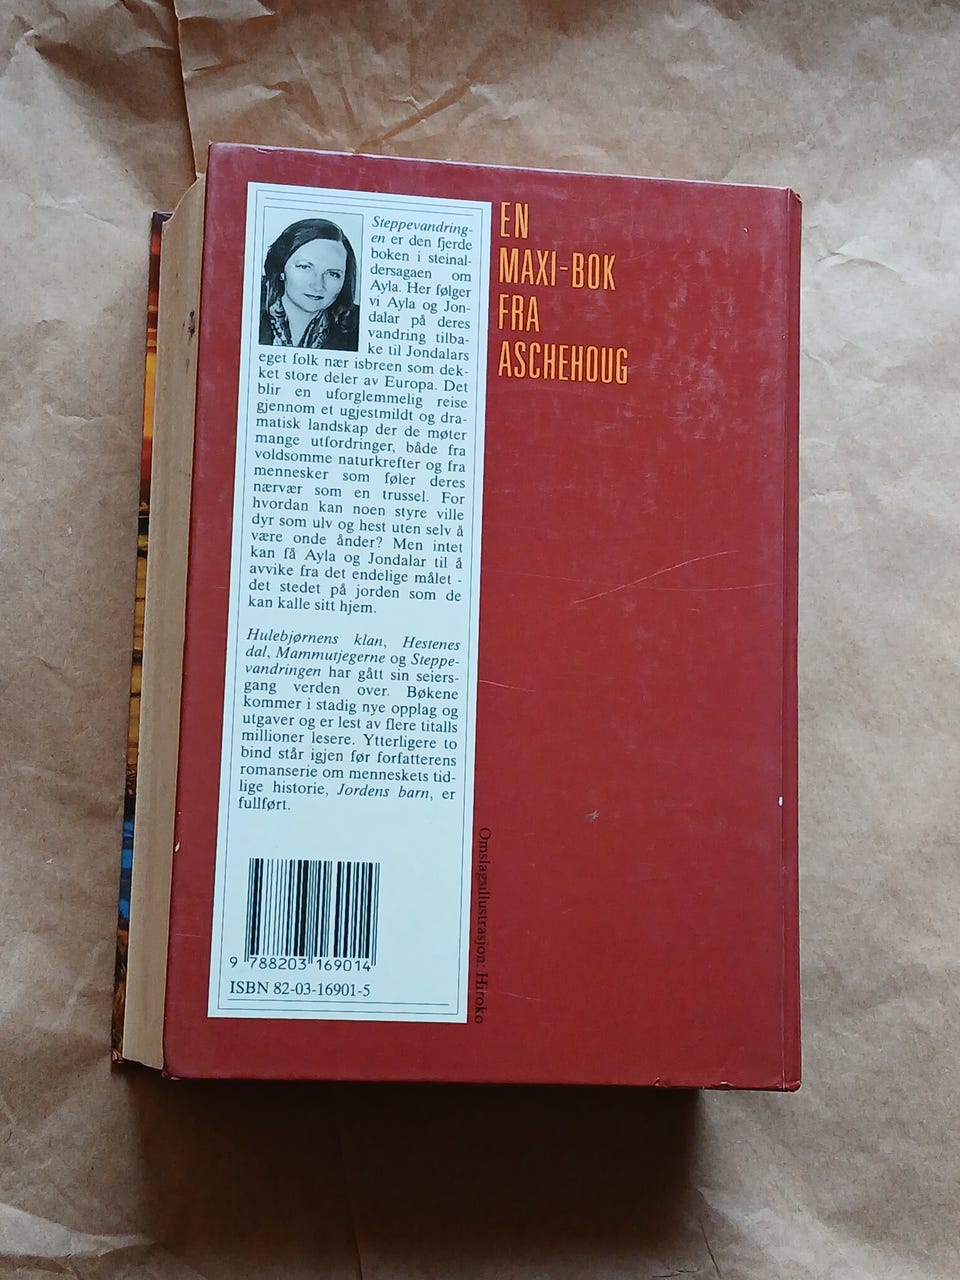 Steppevandring-
en er den fjerde
boken i steinal-
dersagaen om
Ayla. Her følger
vi Ayla og Jon-
dalar på deres
vandring tilba-
ke til Jondalars
eget folk nær isbreen som dek-
ket store deler av Europa. Det
blir en uforglemmelig reise
gjennom et ugjestmildt og dra-
matisk landskap der de møter
mange utfordringer, både fra
voldsomme naturkrefter og fra
mennesker som føler deres
nærvær som en trussel. For
hvordan kan noen styre ville
dyr som ulv og hest uten selv å
være onde ånder? Men intet
kan få Ayla og Jondalar til å
avvike fra det endelige målet -
det stedet på jorden som de
kan kalle sitt hjem.
Hulebjørnens klan, Hestenes
dal, Mammutjegerne og Steppe-
vandringen har gått sin seiers-
gang verden over. Bøkene
kommer i stadig nye opplag og
utgaver og er lest av flere titalls
millioner lesere. Ytterligere to
bind står igjen før forfatterens
romanserie om menneskets tid-
lige historie, Jordens barn, er
fullført.
9 788203 169014
ISBN 82-03-16901-5
EN
MAXI-BOK
FRA
ASCHEHOUG
Omslagsillustrasjon: Hiroko